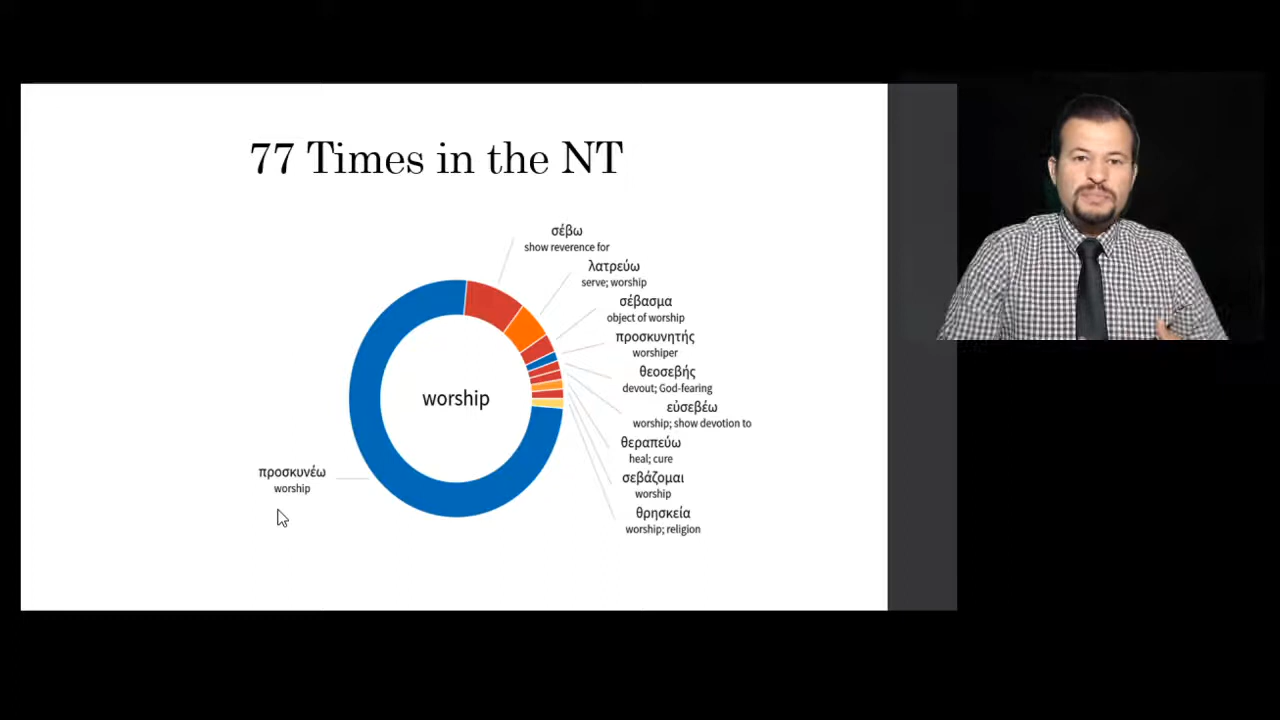 77 Times in the NT
σέβω
show reverence for
λατρεύω
serve; worship
σέβασμα
object of worship
προσκυνητής
worshiper
θεοσεβής
devout; God-fearing
εὐσεβέω
worship; show devotion to
θεραπεύω
heal; cure
σεβάζομαι
worship
θρησκεία
worship; religion
worship
προσκυνέω
worship